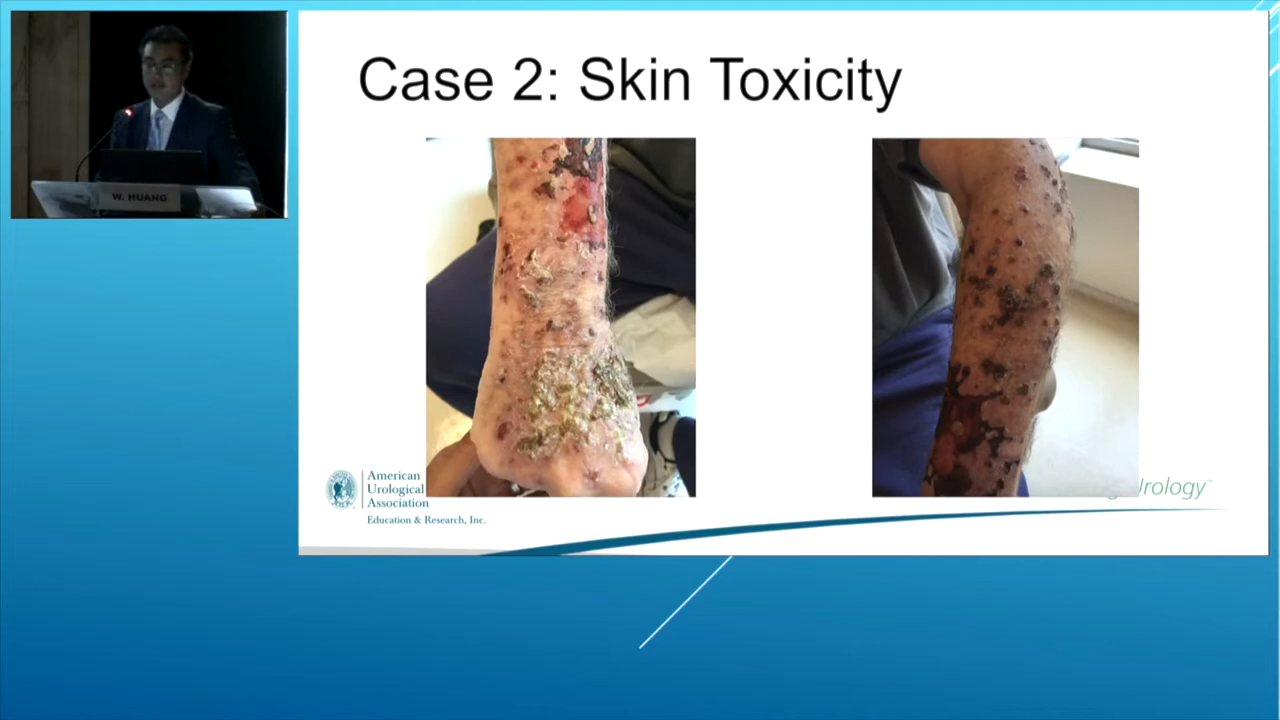 Case 2: Skin Toxicity
W. HUANG
American
Urological
Association
Education & Research, Inc.
Urology